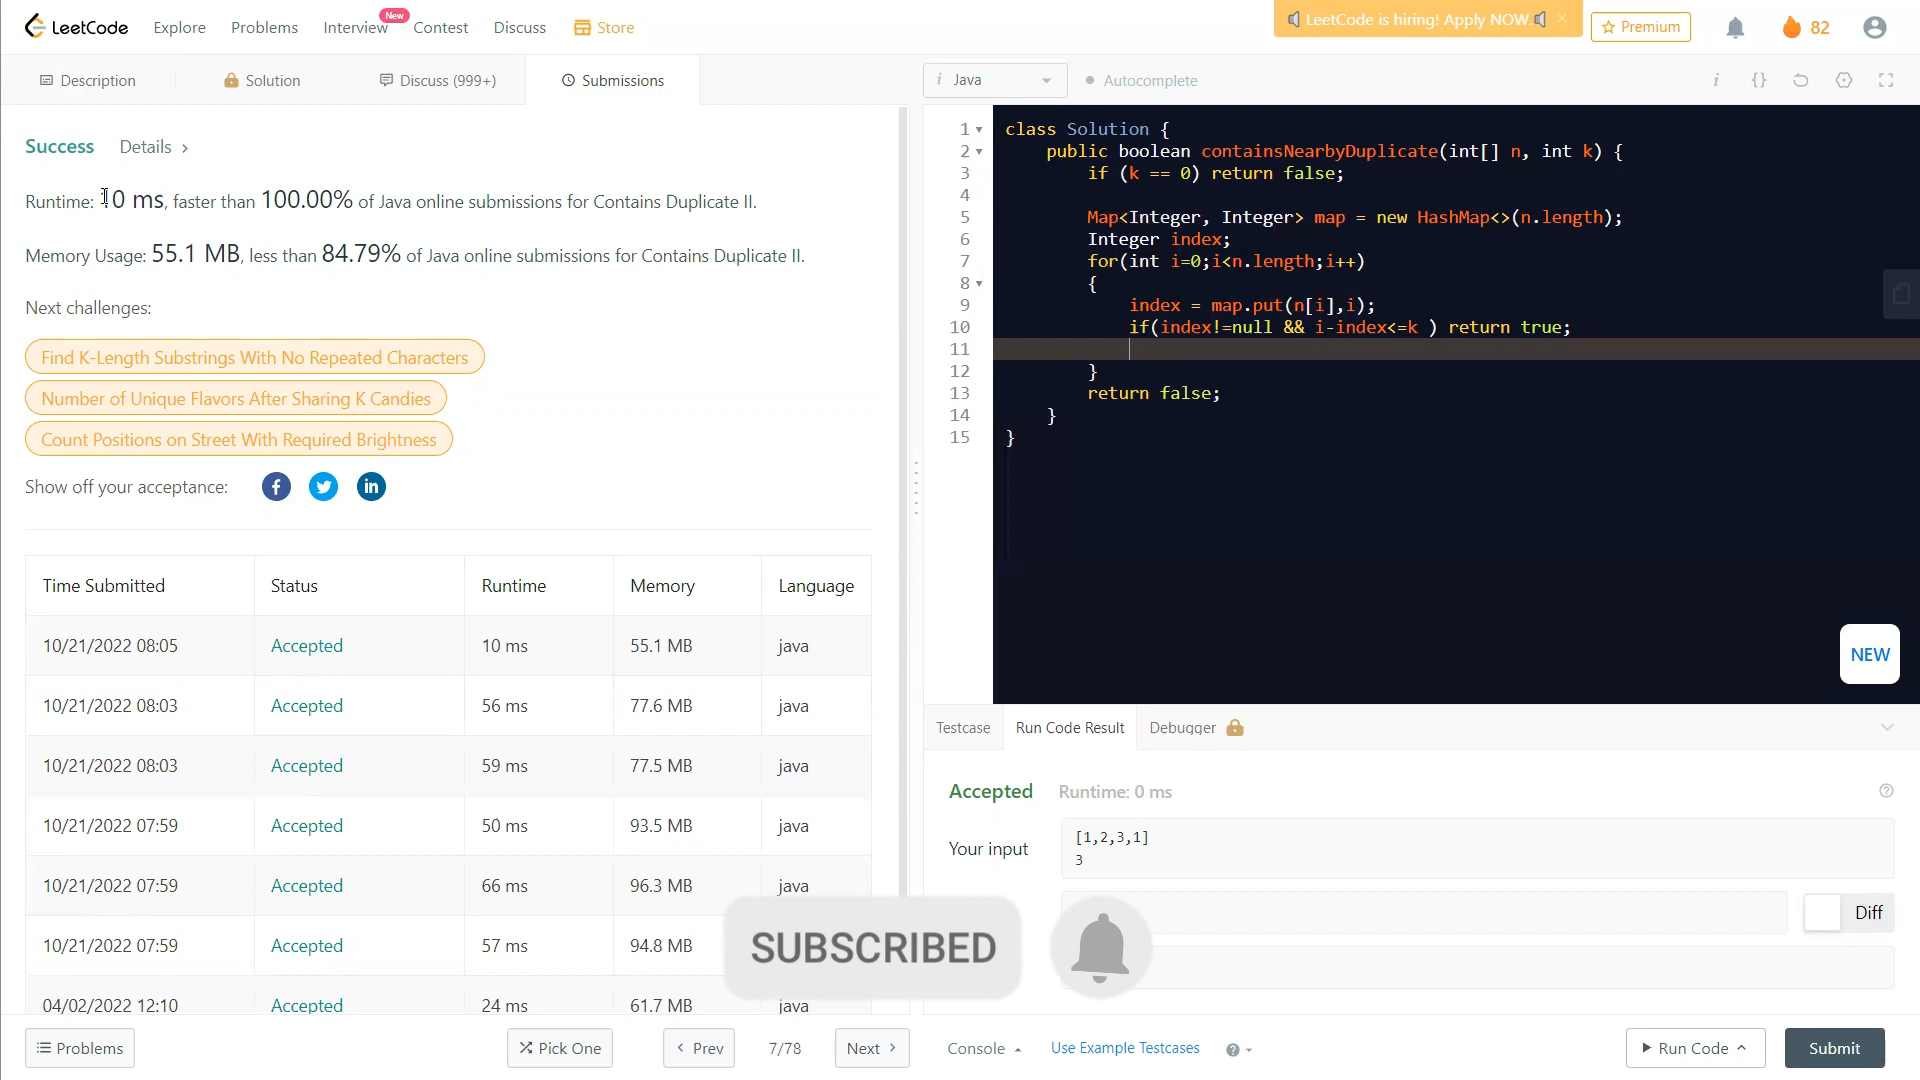 LeetCode
Explore
Problems
Interview
New
Contest
Discuss
Store
LeetCode is hiring! Apply NOW.
Premium
82
Description
Solution
Discuss (999+)
Submissions
Java
Autocomplete
Success
Details
Runtime: 10 ms, faster than 100.00% of Java online submissions for Contains Duplicate II.
Memory Usage: 55.1 MB, less than 84.79% of Java online submissions for Contains Duplicate II.
Next challenges:
Find K-Length Substrings With No Repeated Characters
Number of Unique Flavors After Sharing K Candies
Count Positions on Street With Required Brightness
Show off your acceptance:
Time Submitted Status Runtime Memory Language
10/21/2022 08:05 Accepted 10 ms 55.1 MB java
10/21/2022 08:03 Accepted 56 ms 77.6 MB java
10/21/2022 08:03 Accepted 59 ms 77.5 MB java
10/21/2022 07:59 Accepted 50 ms 93.5 MB java
10/21/2022 07:59 Accepted 66 ms 96.3 MB java
10/21/2022 07:59 Accepted 57 ms 94.8 MB
04/02/2022 12:10 Accepted 24 ms 61.7 MB java
1 class Solution {
2 public boolean containsNearbyDuplicate(int[] n, int k) {
3 if (k == 0) return false;
4
5 Map<Integer, Integer> map = new HashMap<>(n.length);
6 Integer index;
7 for(int i=0;i<n.length;i++)
8 {
9 index = map.put(n[i],i);
10 if(index!=null && i-index<=k ) return true;
11
12 }
13 return false;
14 }
15 }
NEW
Testcase
Run Code Result
Debugger
Accepted
Runtime: 0 ms
Your input
[1,2,3,1]
3
Diff
SUBSCRIBED
Problems
Pick One
Prev
7/78
Next
Console
Use Example Testcases
Run Code
Submit